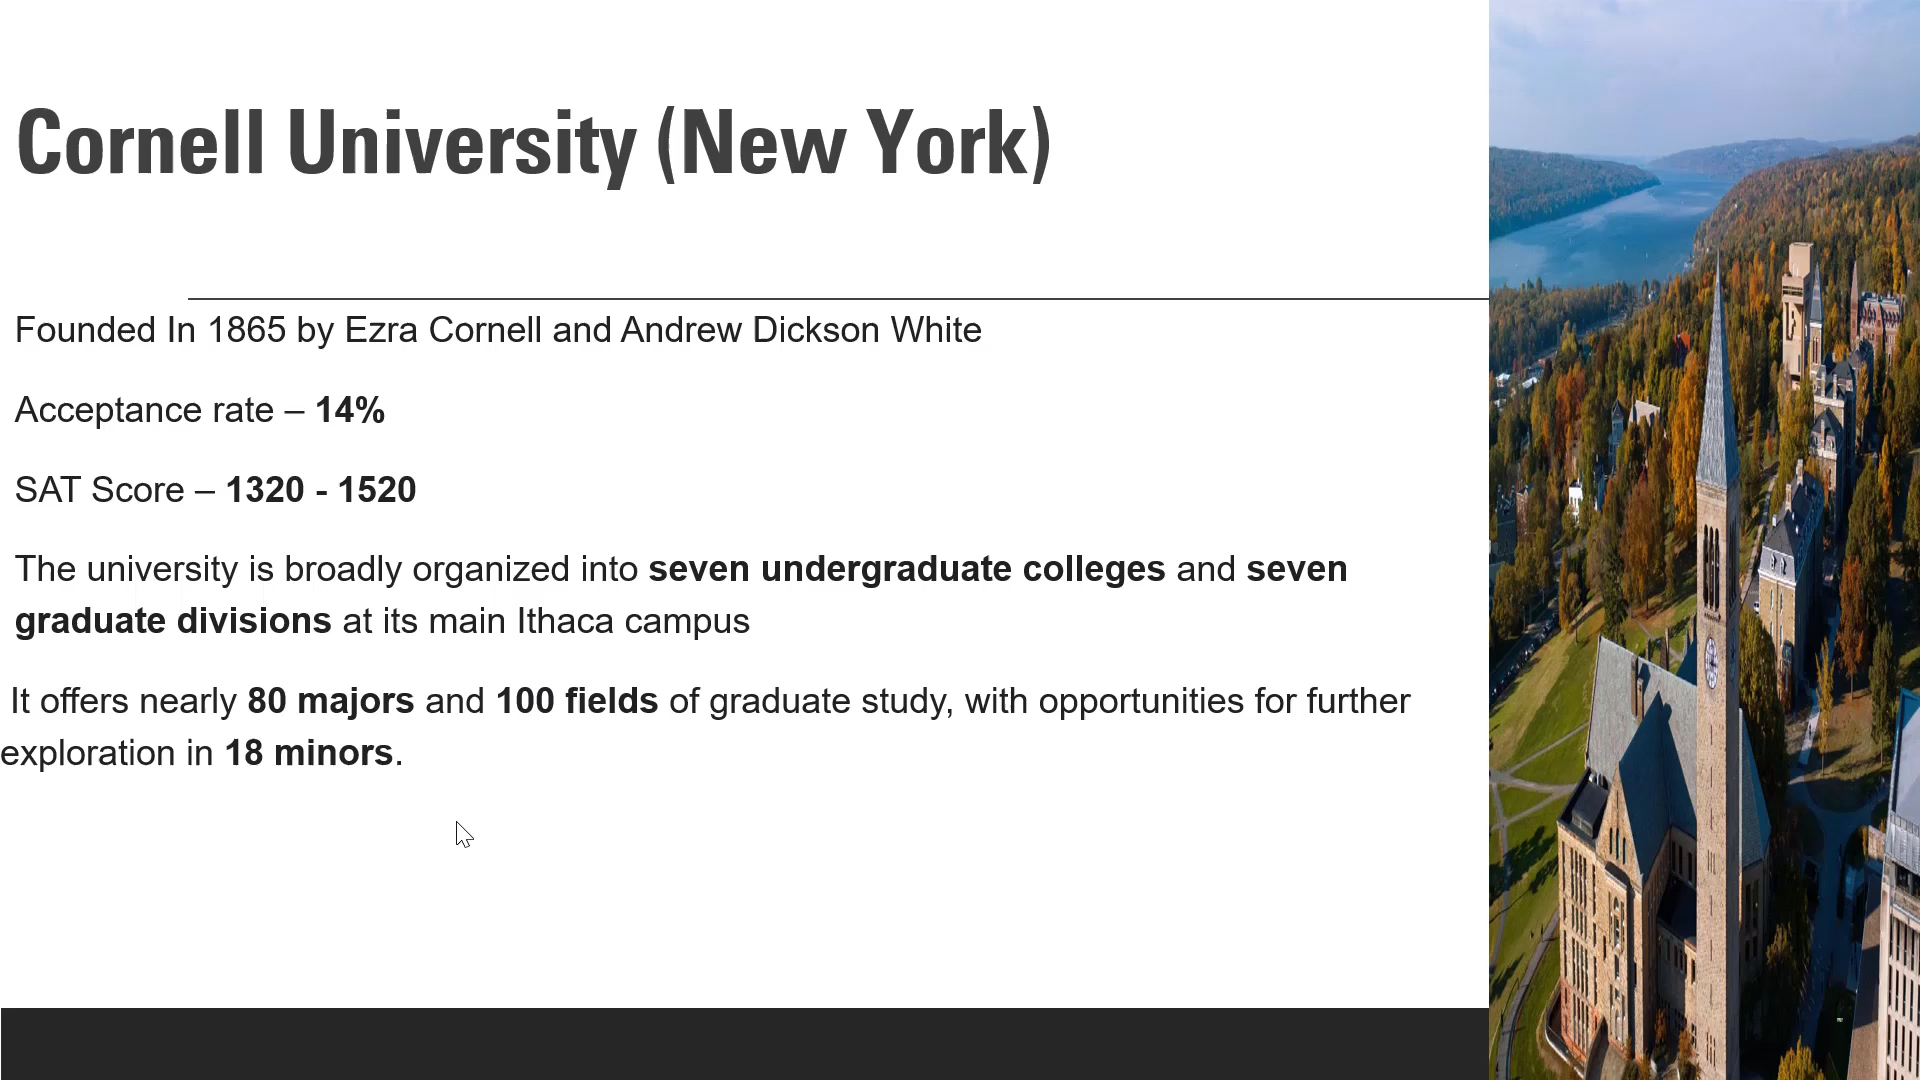 Cornell University (New York)
Founded In 1865 by Ezra Cornell and Andrew Dickson White
Acceptance rate – 14%
SAT Score – 1320 - 1520
The university is broadly organized into seven undergraduate colleges and seven
graduate divisions at its main Ithaca campus
It offers nearly 80 majors and 100 fields of graduate study, with opportunities for further
exploration in 18 minors.